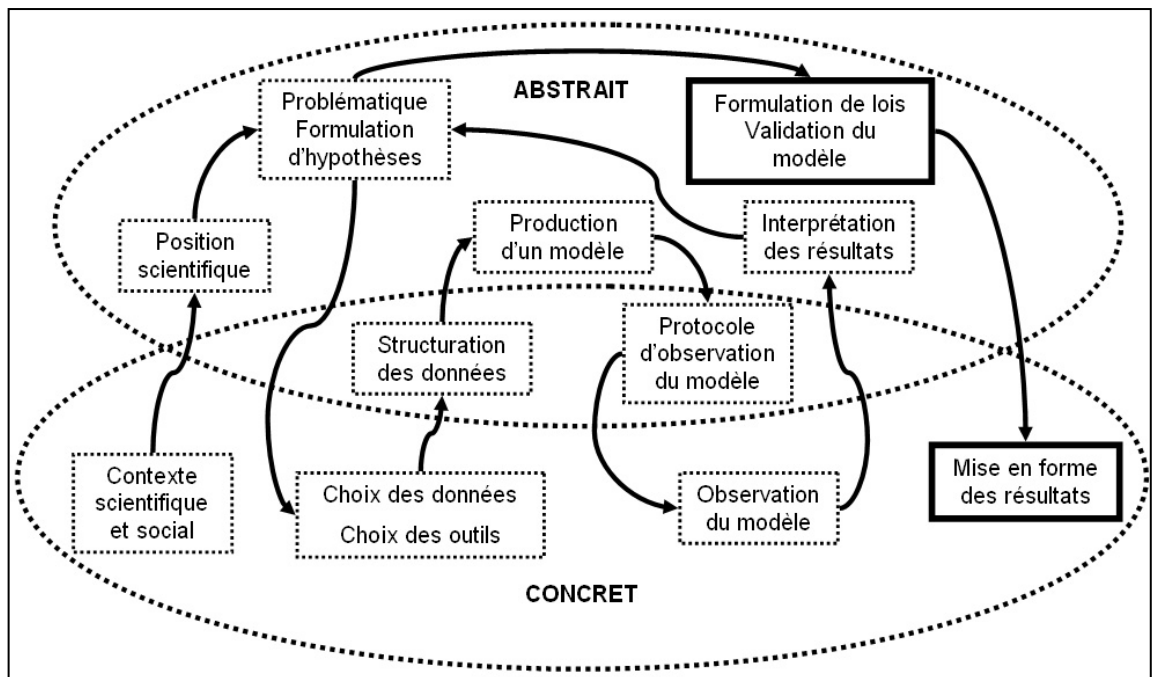 ABSTRAIT
Problématique
Formulation
d'hypothèses
Formulation de lois
Validation du
modèle
Position
scientifique
Production
d'un modèle
Interprétation
des résultats
Structuration
des données
Protocole
d'observation
du modèle
Contexte
scientifique
et social
Choix des données
Choix des outils
Observation
du modèle
Mise en forme
des résultats
CONCRET